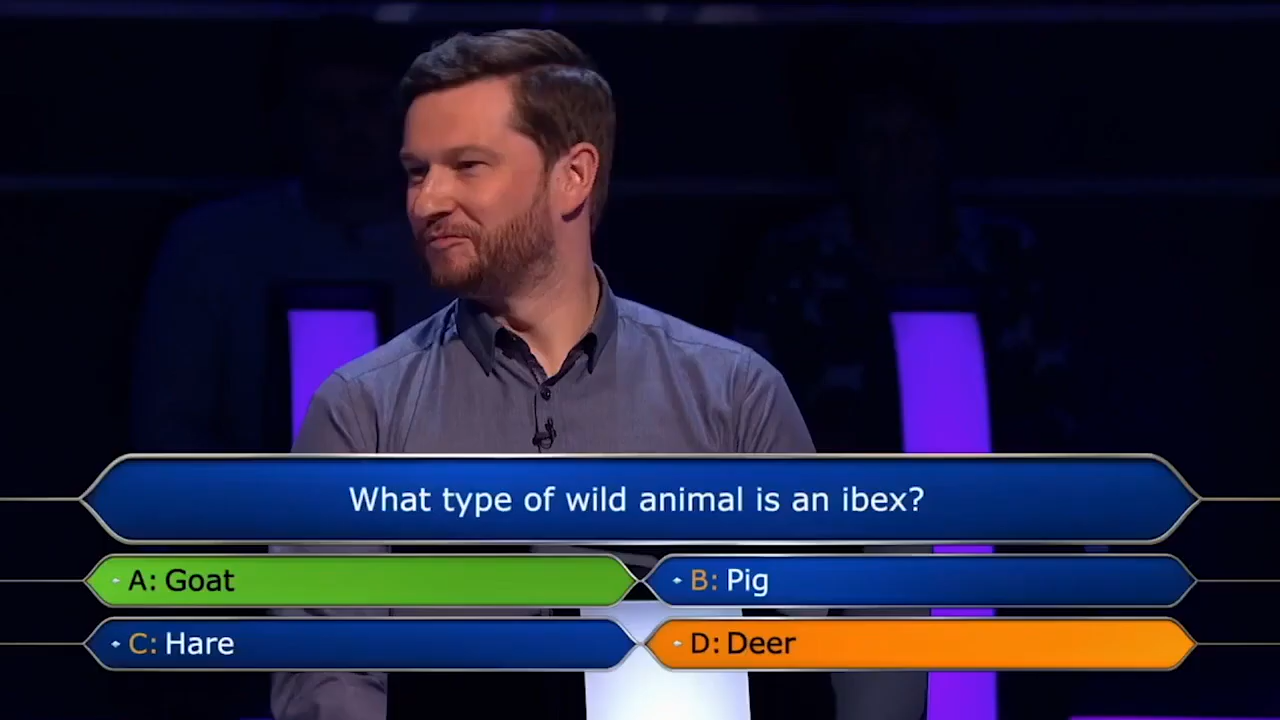 What type of wild animal is an ibex?
A: Goat
B: Pig
C: Hare
D: Deer